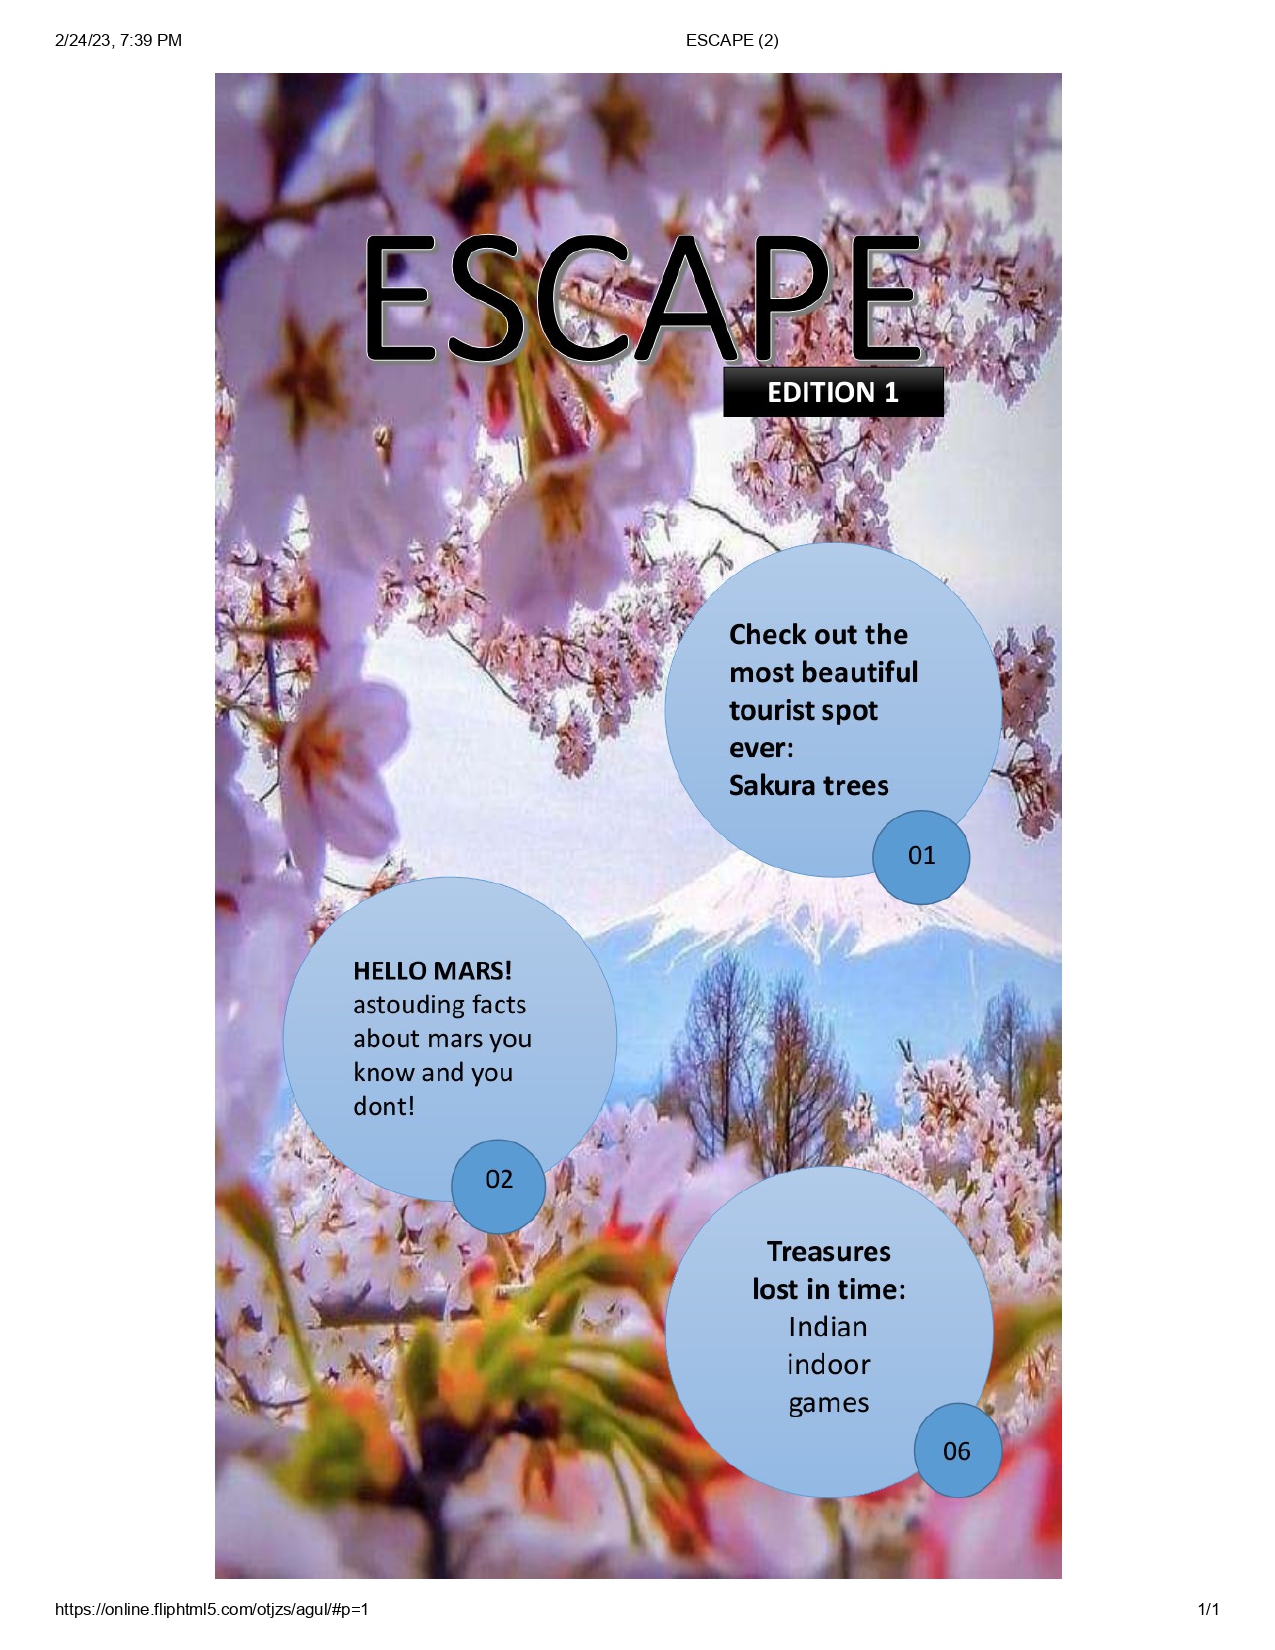 2/24/23, 7:39 PM
ESCAPE (2)
ESCAPE
EDITION 1
Check out the
most beautiful
tourist spot
ever:
Sakura trees
01
HELLO MARS!
astouding facts
about mars you
know and you
dont!
02
Treasures
lost in time:
Indian
indoor
games
06
https://online.fliphtml5.com/otjzs/agul/#p=1
1/1